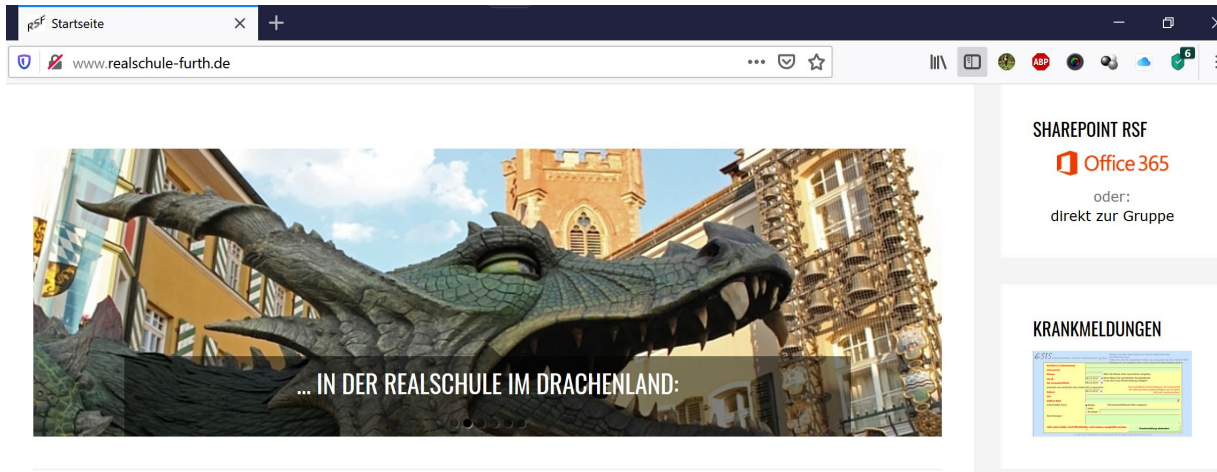 RSF Startseite
www.realschule-furth.de
ABP
6
SHAREPOINT RSF
Office 365
oder:
direkt zur Gruppe
... IN DER REALSCHULE IM DRACHENLAND:
KRANKMELDUNGEN
ESIS